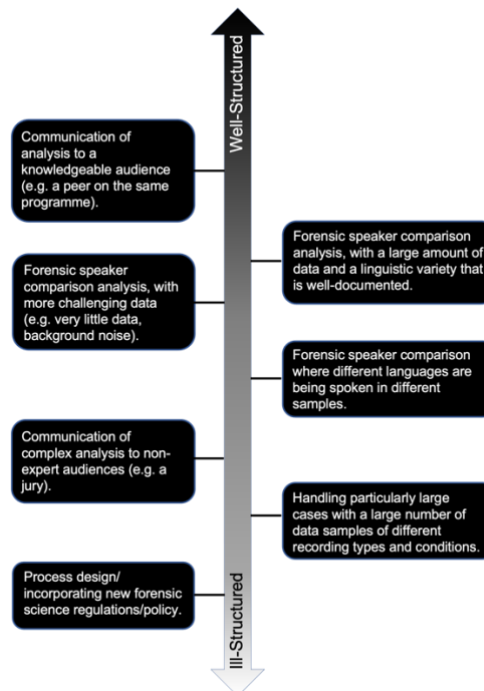 Well-Structured
Communication of
analysis to a
knowledgeable audience
(e.g. a peer on the same
programme).
Forensic speaker comparison
analysis, with a large amount of
data and a linguistic variety that
is well-documented.
Forensic speaker
comparison analysis, with
more challenging data
(e.g. very little data,
background noise).
Forensic speaker comparison
where different languages are
being spoken in different
samples.
Communication of
complex analysis to non-
expert audiences (e.g. a
jury).
Handling particularly large
cases with a large number of
data samples of different
recording types and conditions.
Process design/
incorporating new forensic
science regulations/policy.
Ill-Structured